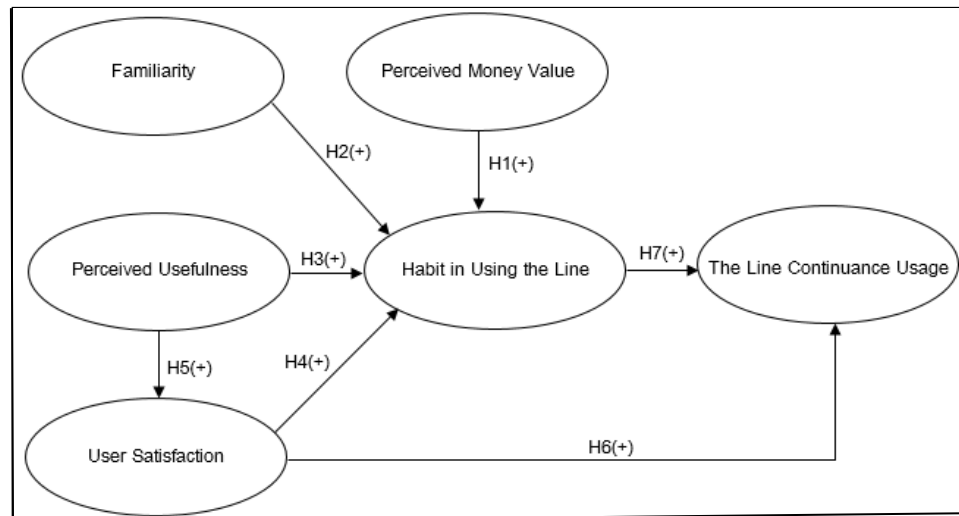 Familiarity
Perceived Money Value
H2(+)
H1(+)
Perceived Usefulness
H3(+)
Habit in Using the Line
H7(+)
The Line Continuance Usage
H5(+)
H4(+)
User Satisfaction
H6(+)